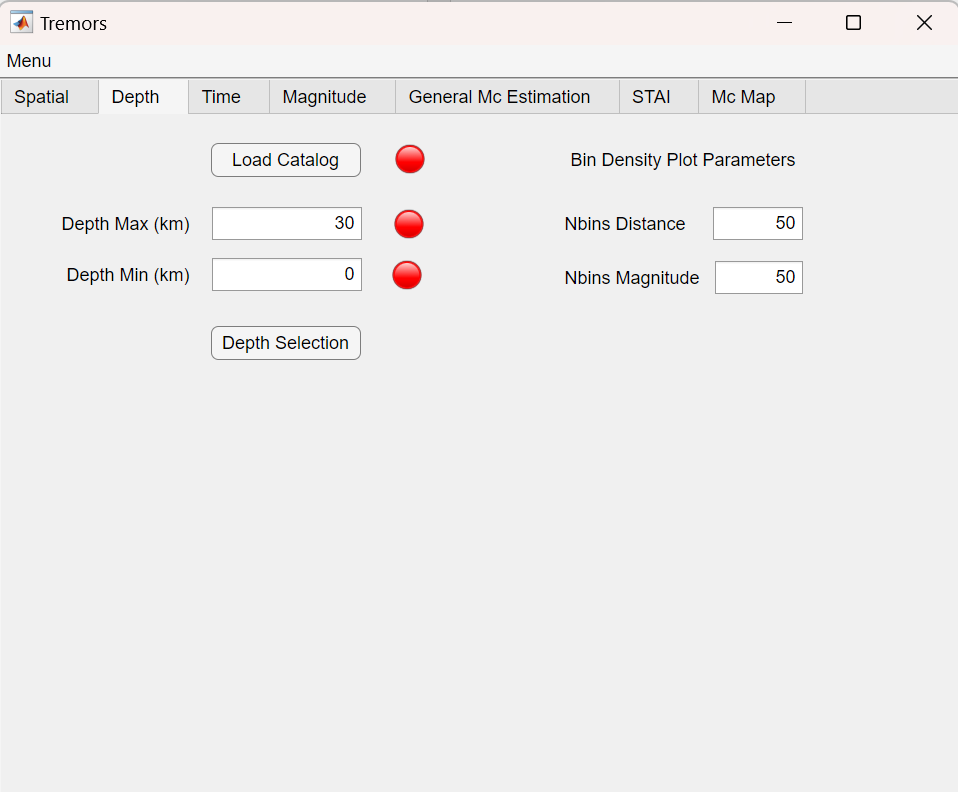 Tremors
Menu
Spatial Depth Time Magnitude General Mc Estimation STAI Mc Map
Load Catalog Bin Density Plot Parameters
Depth Max (km) 30 Nbins Distance 50
Depth Min (km) 0 Nbins Magnitude 50
Depth Selection